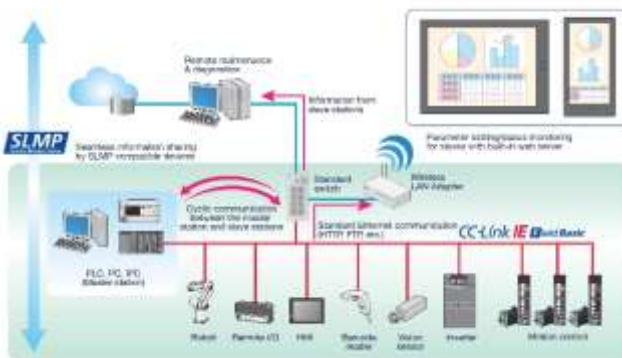 Remote maintenance
& diagnosis
Information from
slave stations
SLMP
Seamless information sharing
by SLMP compatible devices
Parameter settings/status monitoring
for device with built-in web server
Standard
switch
Wireless
LAN Adapter
Cyclic communication
between the master
station and slave stations
Standard Ethernet communication
(HTTP, FTP, etc.)
CC-Link IE Field Basic
PLC, PC, IPC
(Master station)
Robot
Remote I/O
HMI
Barcode
reader
Vision
sensor
Inverter
Motion control